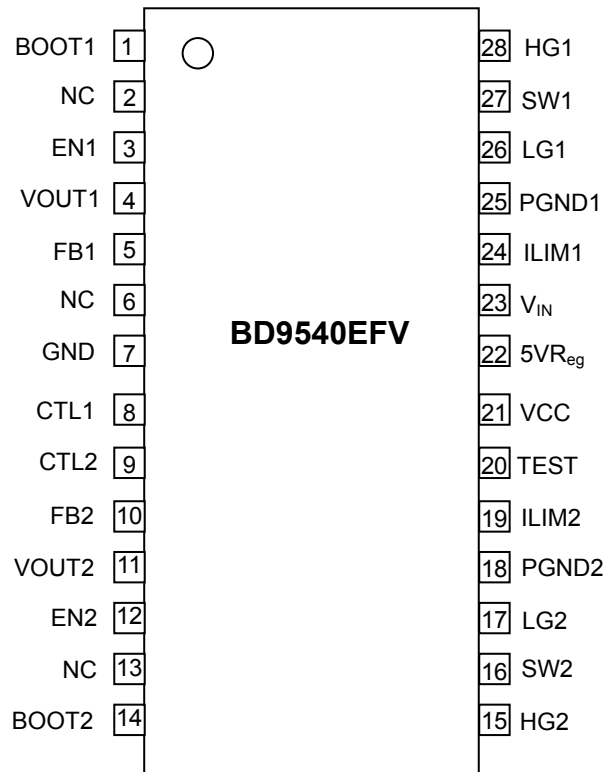 BOOT1 1 28 HG1
NC 2 27 SW1
EN1 3 26 LG1
VOUT1 4 25 PGND1
FB1 5 24 ILIM1
NC 6 23 VIN
BD9540EFV
GND 7 22 5VReg
CTL1 8 21 VCC
CTL2 9 20 TEST
FB2 10 19 ILIM2
VOUT2 11 18 PGND2
EN2 12 17 LG2
NC 13 16 SW2
BOOT2 14 15 HG2